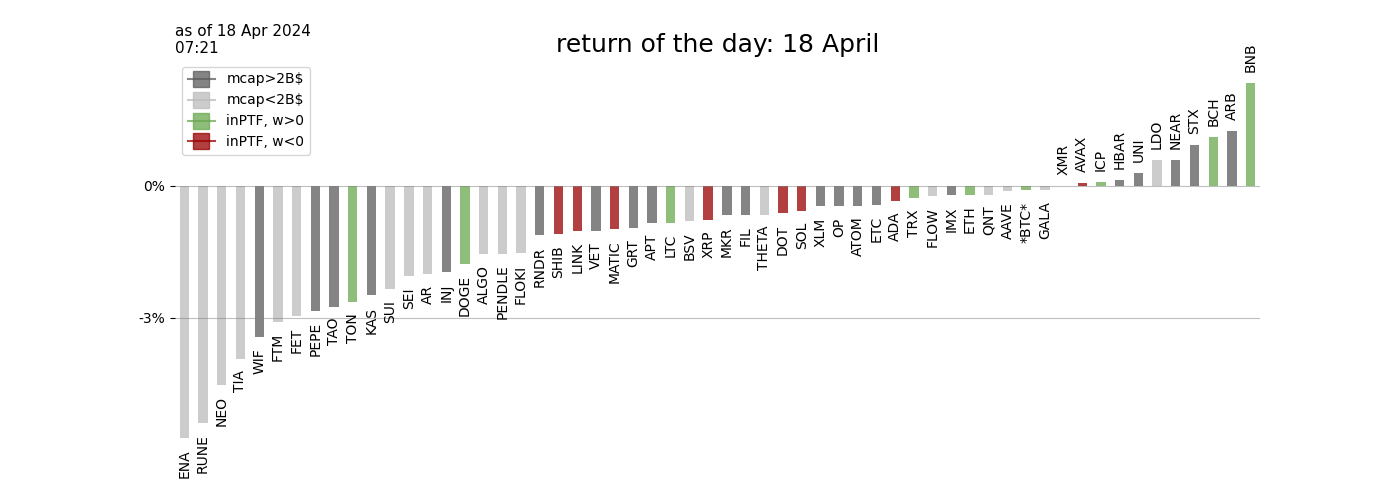 as of 18 Apr 2024
07:21
return of the day: 18 April
mcap>2B$
mcap<2B$
inPTF, w>0
inPTF, w<0
0%
-3%
ENA
RUNE
NEO
TIA
WIF
FTM
FET
PEPE
TAO
TON
KAS
SUI
SEI
AR
INJ
DOGE
ALGO
PENDLE
FLOKI
RNDR
SHIB
LINK
VET
MATIC
GRT
APT
LTC
BSV
XRP
MKR
FIL
THETA
DOT
SOL
XLM
OP
ATOM
ETC
ADA
TRX
FLOW
IMX
ETH
QNT
AAVE
*BTC*
GALA
XMR
AVAX
ICP
HBAR
UNI
LDO
NEAR
STX
BCH
ARB
BNB